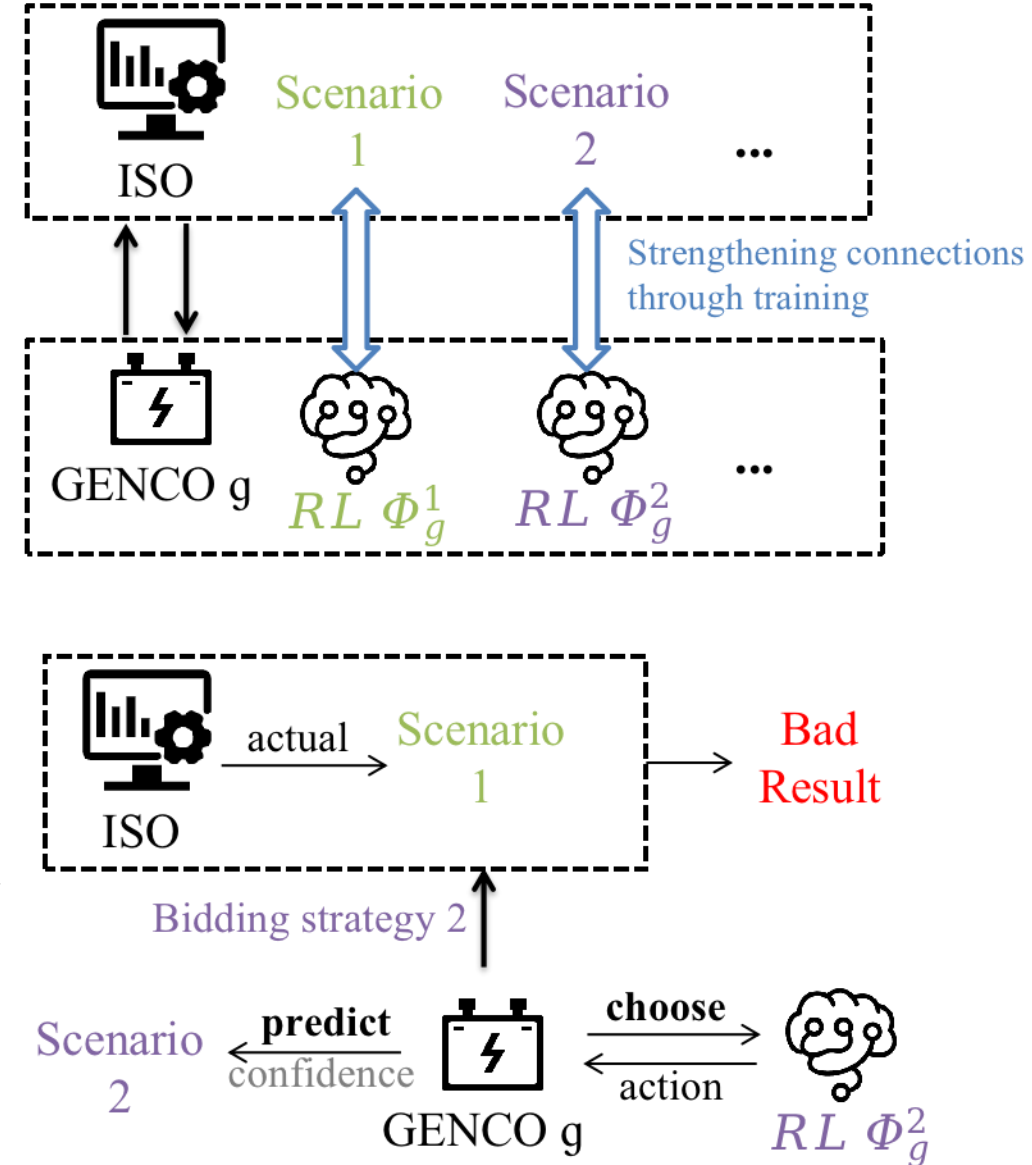 Scenario
1
Scenario
2
...
ISO
Strengthening connections
through training
GENCO g
RL Φ_g^1
RL Φ_g^2
...
ISO
actual
Scenario
1
Bad
Result
Bidding strategy 2
Scenario
2
predict
confidence
GENCO g
choose
action
RL Φ_g^2